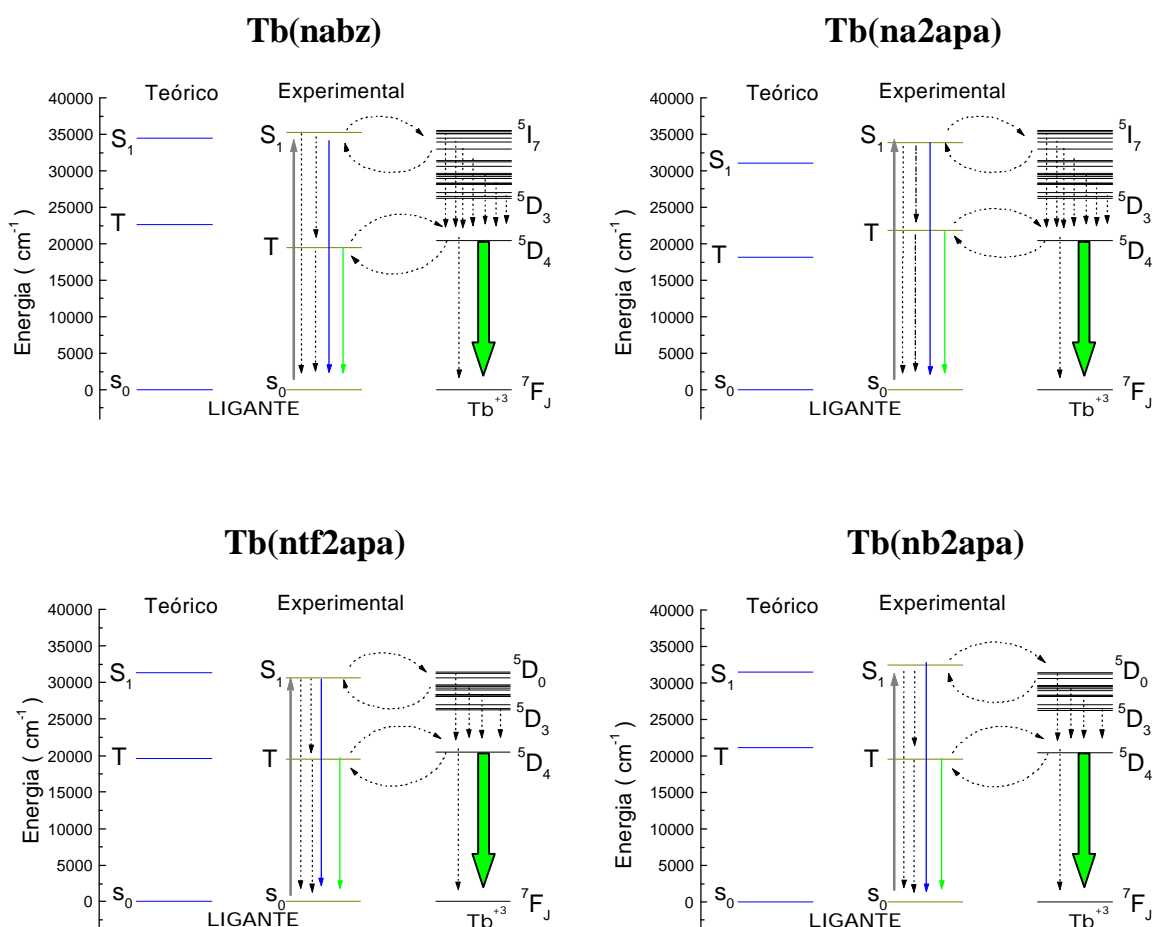 Tb(nabz)
Teórico
Experimental
40000
35000
30000
25000
20000
15000
10000
5000
0
Energia ( cm-1)
S1
T
s0
S1
T
s0
5I7
5D3
5D4
7FJ
LIGANTE
Tb+3
Tb(na2apa)
Teórico
Experimental
40000
35000
30000
25000
20000
15000
10000
5000
0
Energia ( cm-1)
S1
T
s0
S1
T
s0
5I7
5D3
5D4
7FJ
LIGANTE
Tb+3
Tb(ntf2apa)
Teórico
Experimental
40000
35000
30000
25000
20000
15000
10000
5000
0
Energia ( cm-1)
S1
T
s0
S1
T
s0
5D0
5D3
5D4
7FJ
LIGANTE
Tb+3
Tb(nb2apa)
Teórico
Experimental
40000
35000
30000
25000
20000
15000
10000
5000
0
Energia ( cm-1)
S1
T
s0
S1
T
s0
5D0
5D3
5D4
7FJ
LIGANTE
Tb+3